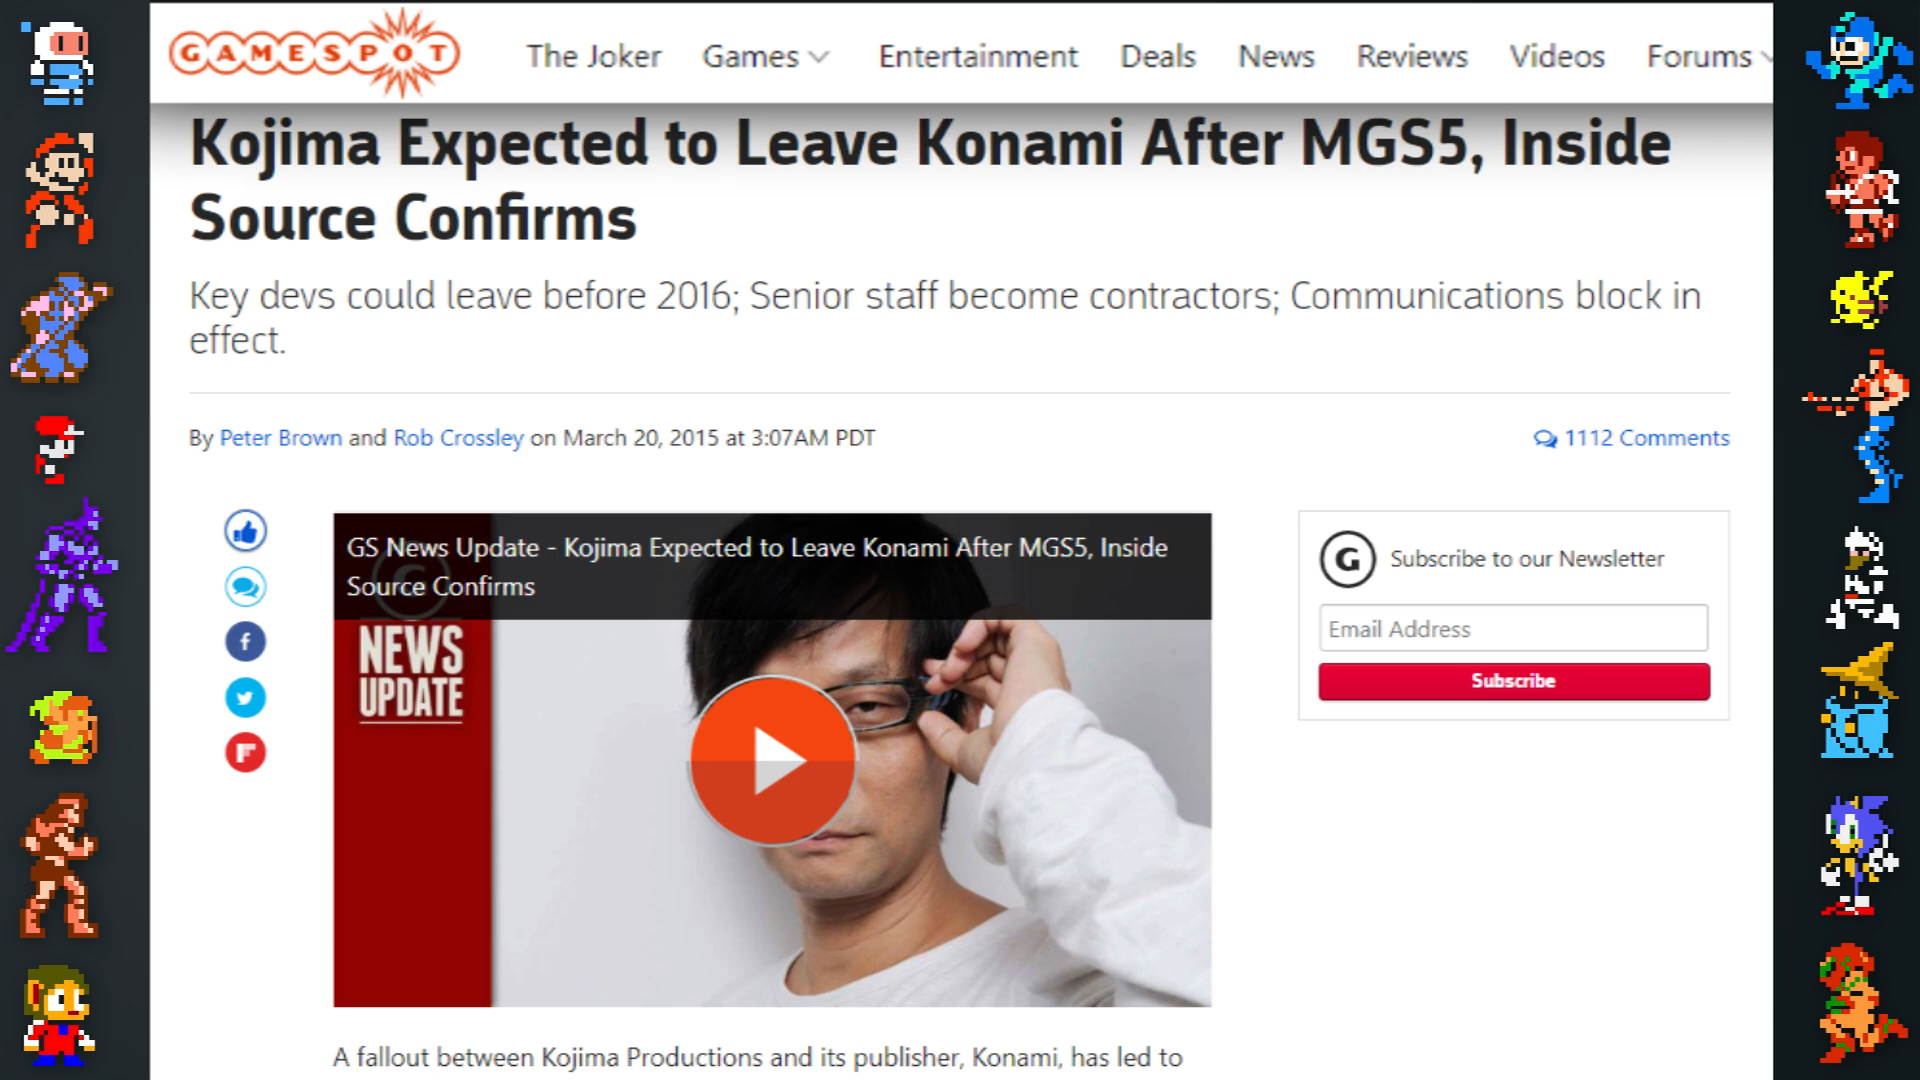 GAMESPOT
The Joker Games Entertainment Deals News Reviews Videos Forums
Kojima Expected to Leave Konami After MGS5, Inside
Source Confirms
Key devs could leave before 2016; Senior staff become contractors; Communications block in
effect.
By Peter Brown and Rob Crossley on March 20, 2015 at 3:07AM PDT
1112 Comments
GS News Update - Kojima Expected to Leave Konami After MGS5, Inside
Source Confirms
NEWS
UPDATE
G Subscribe to our Newsletter
Email Address
Subscribe
A fallout between Kojima Productions and its publisher, Konami, has led to